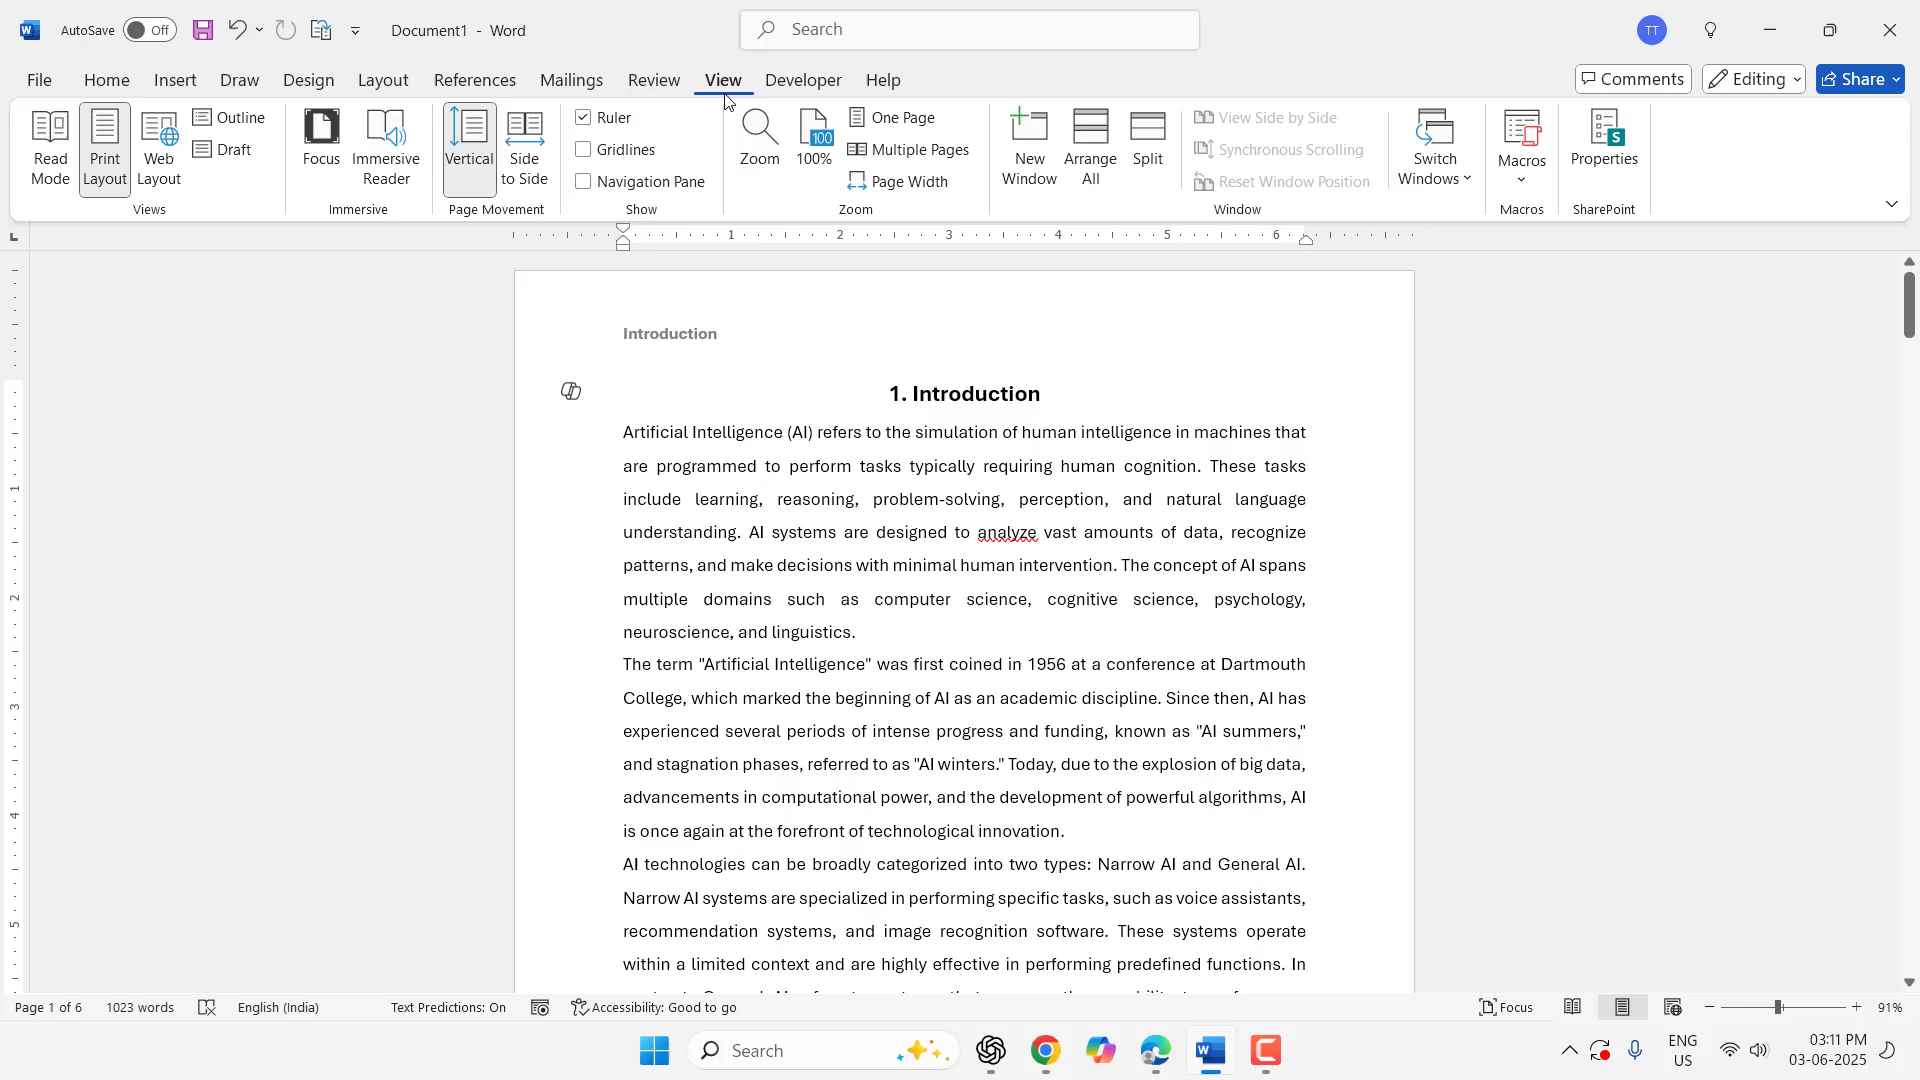 AutoSave Off Document1 - Word Search TT
File Home Insert Draw Design Layout References Mailings Review View Developer Help Comments Editing Share
Read Mode
Print Layout
Web Layout
Outline
Draft
Views
Focus
Immersive Reader
Immersive
Vertical
Side to Side
Page Movement
Ruler
Gridlines
Navigation Pane
Show
Zoom
100
100%
One Page
Multiple Pages
Page Width
Zoom
New Window
Arrange All
Split
View Side by Side
Synchronous Scrolling
Reset Window Position
Switch Windows
Window
Macros
Macros
Properties
SharePoint
1 2 3 4 5 6
1
2
3
4
5
Introduction
1. Introduction
Artificial Intelligence (AI) refers to the simulation of human intelligence in machines that
are programmed to perform tasks typically requiring human cognition. These tasks
include learning, reasoning, problem-solving, perception, and natural language
understanding. AI systems are designed to analyze vast amounts of data, recognize
patterns, and make decisions with minimal human intervention. The concept of AI spans
multiple domains such as computer science, cognitive science, psychology,
neuroscience, and linguistics.
The term "Artificial Intelligence" was first coined in 1956 at a conference at Dartmouth
College, which marked the beginning of AI as an academic discipline. Since then, AI has
experienced several periods of intense progress and funding, known as "AI summers,"
and stagnation phases, referred to as "AI winters." Today, due to the explosion of big data,
advancements in computational power, and the development of powerful algorithms, AI
is once again at the forefront of technological innovation.
AI technologies can be broadly categorized into two types: Narrow AI and General AI.
Narrow AI systems are specialized in performing specific tasks, such as voice assistants,
recommendation systems, and image recognition software. These systems operate
within a limited context and are highly effective in performing predefined functions. In
Page 1 of 6 1023 words English (India) Text Predictions: On Accessibility: Good to go Focus 91%
Search ENG US 03:11 PM 03-06-2025